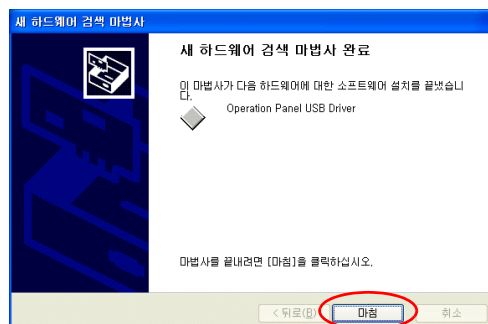 새 하드웨어 검색 마법사
새 하드웨어 검색 마법사 완료
이 마법사가 다음 하드웨어에 대한 소프트웨어 설치를 끝냈습니
다.
Operation Panel USB Driver
마법사를 끝내려면 [마침]을 클릭하십시오.
< 뒤로(B) 마침 취소